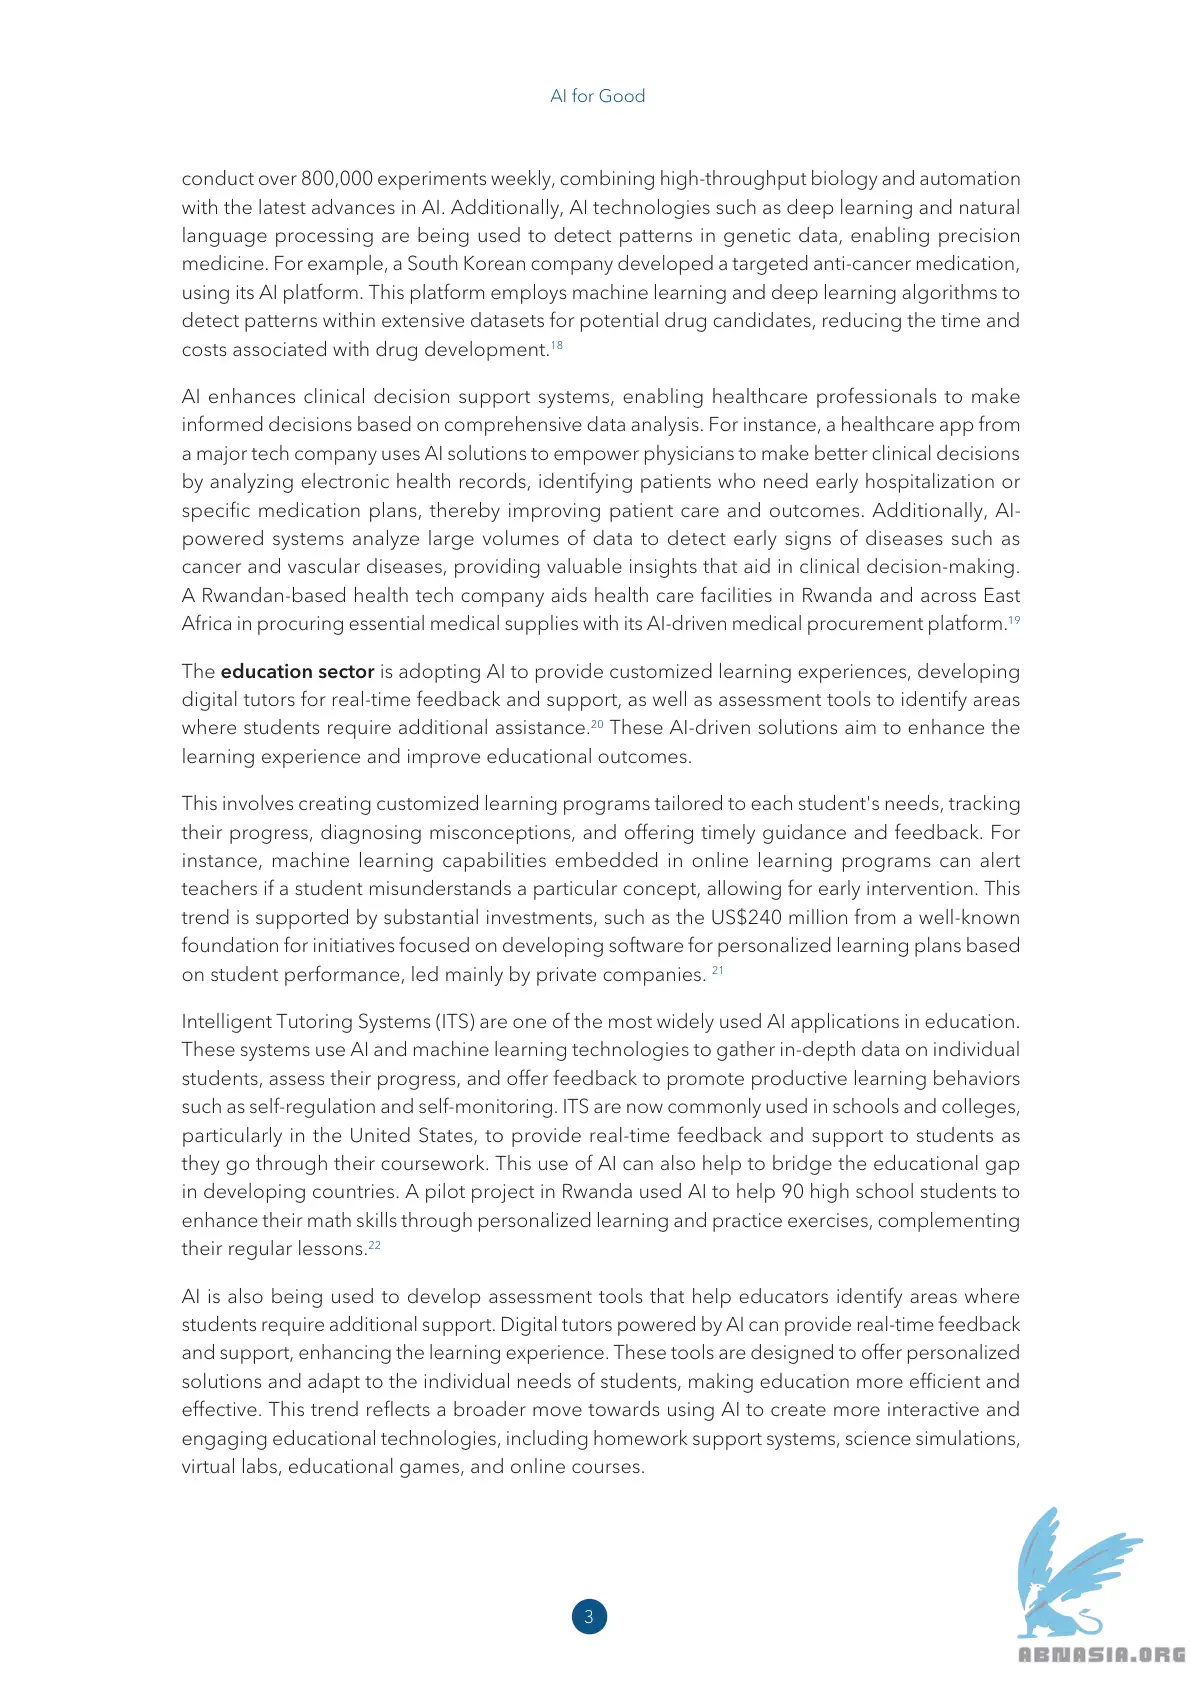 AI for Good
conduct over 800,000 experiments weekly, combining high-throughput biology and automation
with the latest advances in AI. Additionally, AI technologies such as deep learning and natural
language processing are being used to detect patterns in genetic data, enabling precision
medicine. For example, a South Korean company developed a targeted anti-cancer medication,
using its AI platform. This platform employs machine learning and deep learning algorithms to
detect patterns within extensive datasets for potential drug candidates, reducing the time and
costs associated with drug development.18
AI enhances clinical decision support systems, enabling healthcare professionals to make
informed decisions based on comprehensive data analysis. For instance, a healthcare app from
a major tech company uses AI solutions to empower physicians to make better clinical decisions
by analyzing electronic health records, identifying patients who need early hospitalization or
specific medication plans, thereby improving patient care and outcomes. Additionally, AI-
powered systems analyze large volumes of data to detect early signs of diseases such as
cancer and vascular diseases, providing valuable insights that aid in clinical decision-making.
A Rwandan-based health tech company aids health care facilities in Rwanda and across East
Africa in procuring essential medical supplies with its AI-driven medical procurement platform.19
The education sector is adopting AI to provide customized learning experiences, developing
digital tutors for real-time feedback and support, as well as assessment tools to identify areas
where students require additional assistance.20 These AI-driven solutions aim to enhance the
learning experience and improve educational outcomes.
This involves creating customized learning programs tailored to each student's needs, tracking
their progress, diagnosing misconceptions, and offering timely guidance and feedback. For
instance, machine learning capabilities embedded in online learning programs can alert
teachers if a student misunderstands a particular concept, allowing for early intervention. This
trend is supported by substantial investments, such as the US$240 million from a well-known
foundation for initiatives focused on developing software for personalized learning plans based
on student performance, led mainly by private companies. 21
Intelligent Tutoring Systems (ITS) are one of the most widely used AI applications in education.
These systems use AI and machine learning technologies to gather in-depth data on individual
students, assess their progress, and offer feedback to promote productive learning behaviors
such as self-regulation and self-monitoring. ITS are now commonly used in schools and colleges,
particularly in the United States, to provide real-time feedback and support to students as
they go through their coursework. This use of AI can also help to bridge the educational gap
in developing countries. A pilot project in Rwanda used AI to help 90 high school students to
enhance their math skills through personalized learning and practice exercises, complementing
their regular lessons.22
AI is also being used to develop assessment tools that help educators identify areas where
students require additional support. Digital tutors powered by AI can provide real-time feedback
and support, enhancing the learning experience. These tools are designed to offer personalized
solutions and adapt to the individual needs of students, making education more efficient and
effective. This trend reflects a broader move towards using AI to create more interactive and
engaging educational technologies, including homework support systems, science simulations,
virtual labs, educational games, and online courses.
3
ABNASIA.ORG